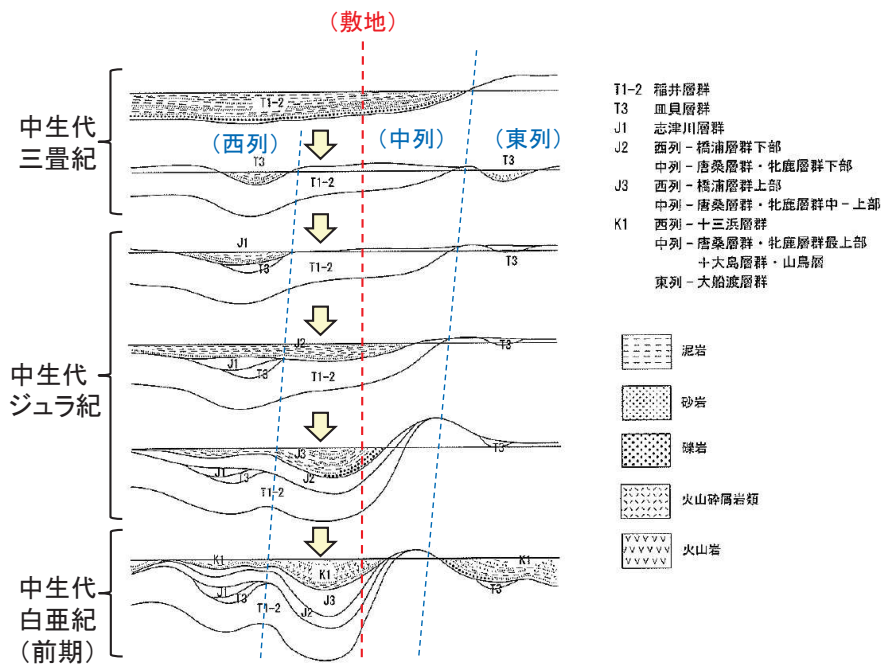 (敷地)
中生代
三畳紀
T1-2
(西列)
(中列)
(東列)
T3
T1-2
T3
中生代
ジュラ紀
J1
T3
T1-2
T3
J2
J1
T3
T1-2
T3
J3
J2
J1
T3
T1-2
T3
中生代
白亜紀
(前期)
K1
K1
K1
J1
T3
T1-2
J2
J3
T3
T1-2 稲井層群
T3 皿貝層群
J1 志津川層群
J2 西列-橋浦層群下部
中列-唐桑層群・牡鹿層群下部
J3 西列-橋浦層群上部
中列-唐桑層群・牡鹿層群中-上部
K1 西列-十三浜層群
中列-唐桑層群・牡鹿層群最上部
+大島層群・山鳥層
東列-大船渡層群
泥岩
砂岩
礫岩
火山砕屑岩類
火山岩